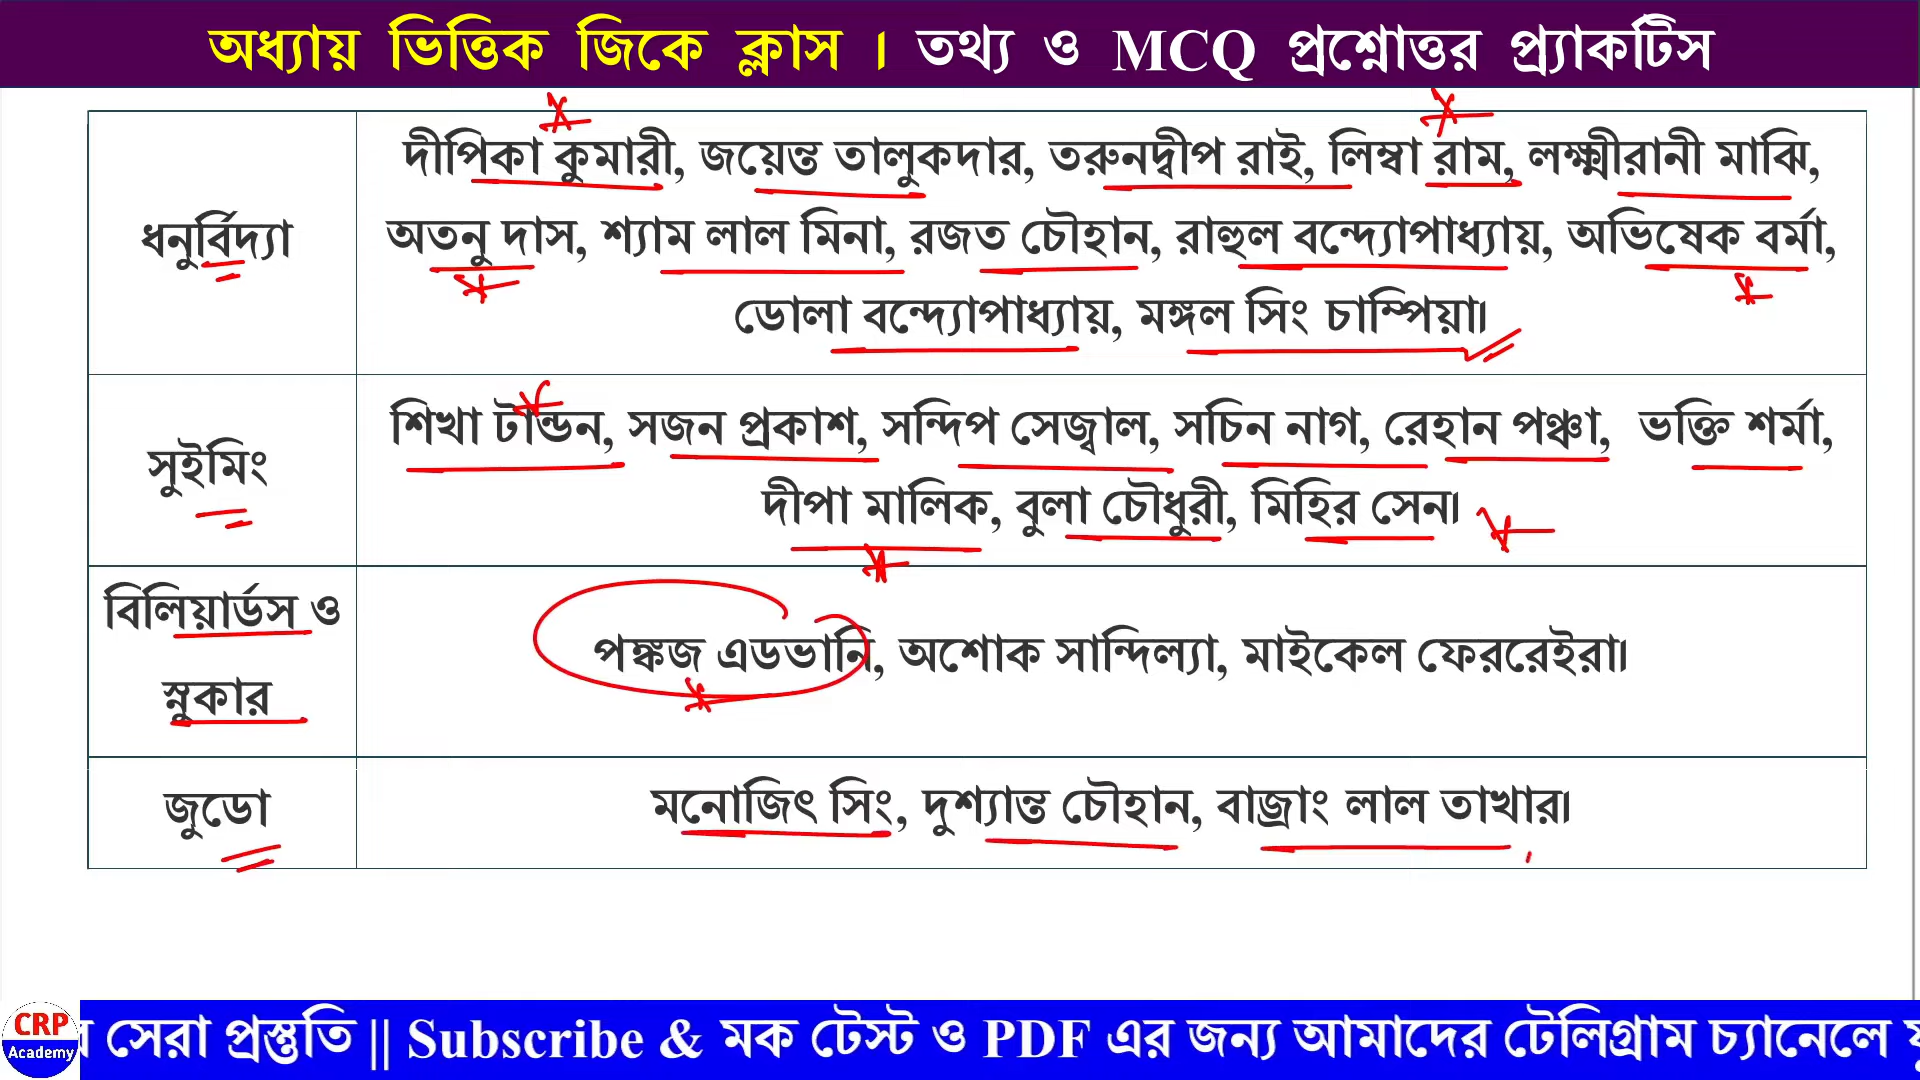 অধ্যায় ভিত্তিক জিকে ক্লাস । তথ্য ও MCQ প্রশ্নোত্তর প্র্যাকটিস
ধনুর্বিদ্যা
দীপিকা কুমারী, জয়েন্ত তালুকদার, তরুনদ্বীপ রাই, লিম্বা রাম, লক্ষ্মীরানী মাঝি,
অতনু দাস, শ্যাম লাল মিনা, রজত চৌহান, রাহুল বন্দ্যোপাধ্যায়, অভিষেক বর্মা,
ডোলা বন্দ্যোপাধ্যায়, মঙ্গল সিং চাম্পিয়া।
সুইমিং
শিখা টান্ডন, সজন প্রকাশ, সন্দিপ সেজ্বাল, সচিন নাগ, রেহান পঞ্চা, ভক্তি শর্মা,
দীপা মালিক, বুলা চৌধুরী, মিহির সেন।
বিলিয়ার্ডস ও
স্নুকার
পঙ্কজ এডভানি, অশোক সান্দিল্যা, মাইকেল ফেররেইরা।
জুডো
মনোজিৎ সিং, দুশ্যান্ত চৌহান, বাজ্রাং লাল তাখার।
CRP
Academy
সেরা প্রস্তুতি || Subscribe & মক টেস্ট ও PDF এর জন্য আমাদের টেলিগ্রাম চ্যানেলে